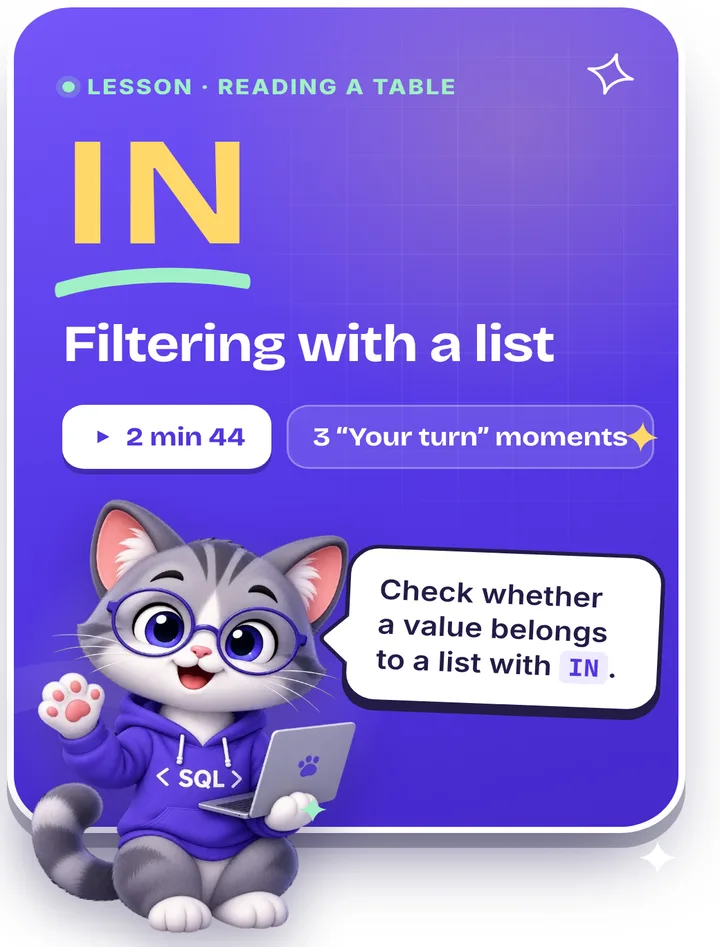 LESSON · READING A TABLE
IN
Filtering with a list
2 min 44
3 “Your turn” moments
Check whether
a value belongs
to a list with IN.
< SQL >